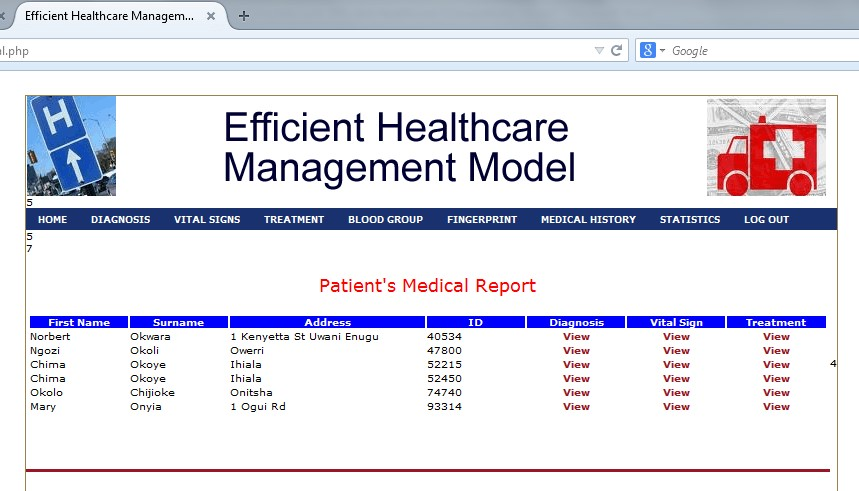 Efficient Healthcare Managem... × +
l.php
Google
H
Efficient Healthcare
Management Model
5
HOME DIAGNOSIS VITAL SIGNS TREATMENT BLOOD GROUP FINGERPRINT MEDICAL HISTORY STATISTICS LOG OUT
5
7
Patient's Medical Report
First Name Surname Address ID Diagnosis Vital Sign Treatment
Norbert Okwara 1 Kenyetta St Uwani Enugu 40534 View View View
Ngozi Okoli Owerri 47800 View View View
Chima Okoye Ihiala 52215 View View View 4
Chima Okoye Ihiala 52450 View View View
Okolo Chijioke Onitsha 74740 View View View
Mary Onyia 1 Ogui Rd 93314 View View View